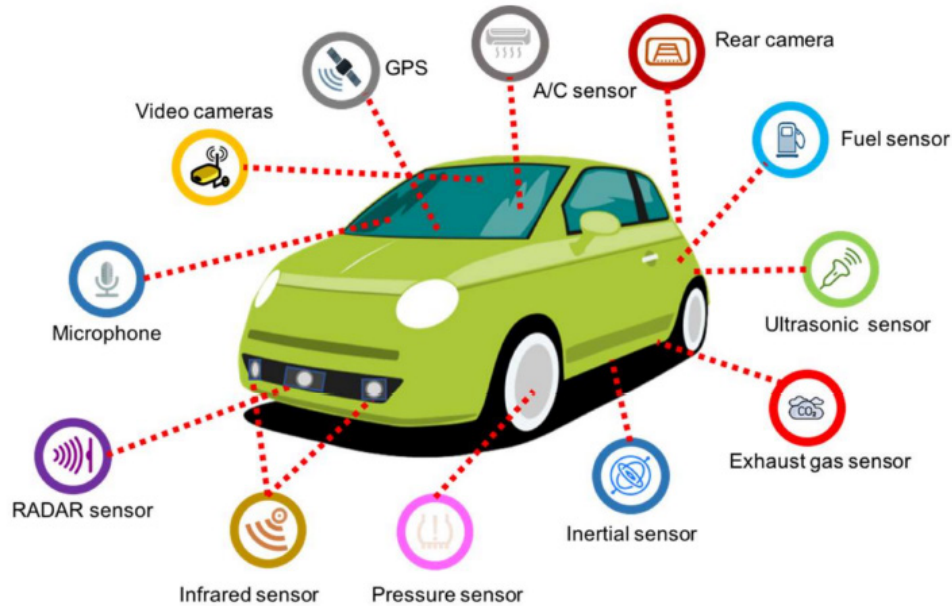 GPS
A/C sensor
Rear camera
Video cameras
Fuel sensor
Microphone
Ultrasonic sensor
CO₂
Exhaust gas sensor
RADAR sensor
Inertial sensor
Infrared sensor
Pressure sensor